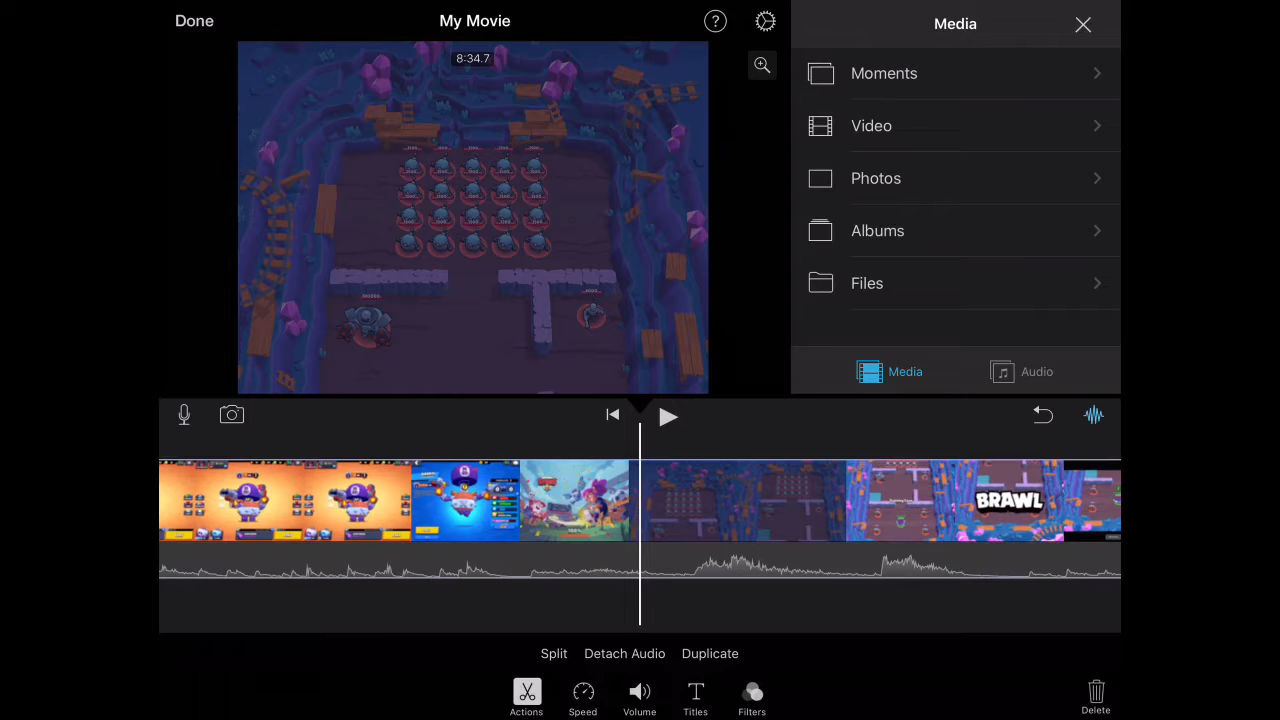 Done
My Movie
?
Media
8:34.7
Moments
Video
Photos
Albums
Files
Media
Audio
BRAWL
Split
Detach Audio
Duplicate
Actions
Speed
Volume
Titles
Filters
Delete